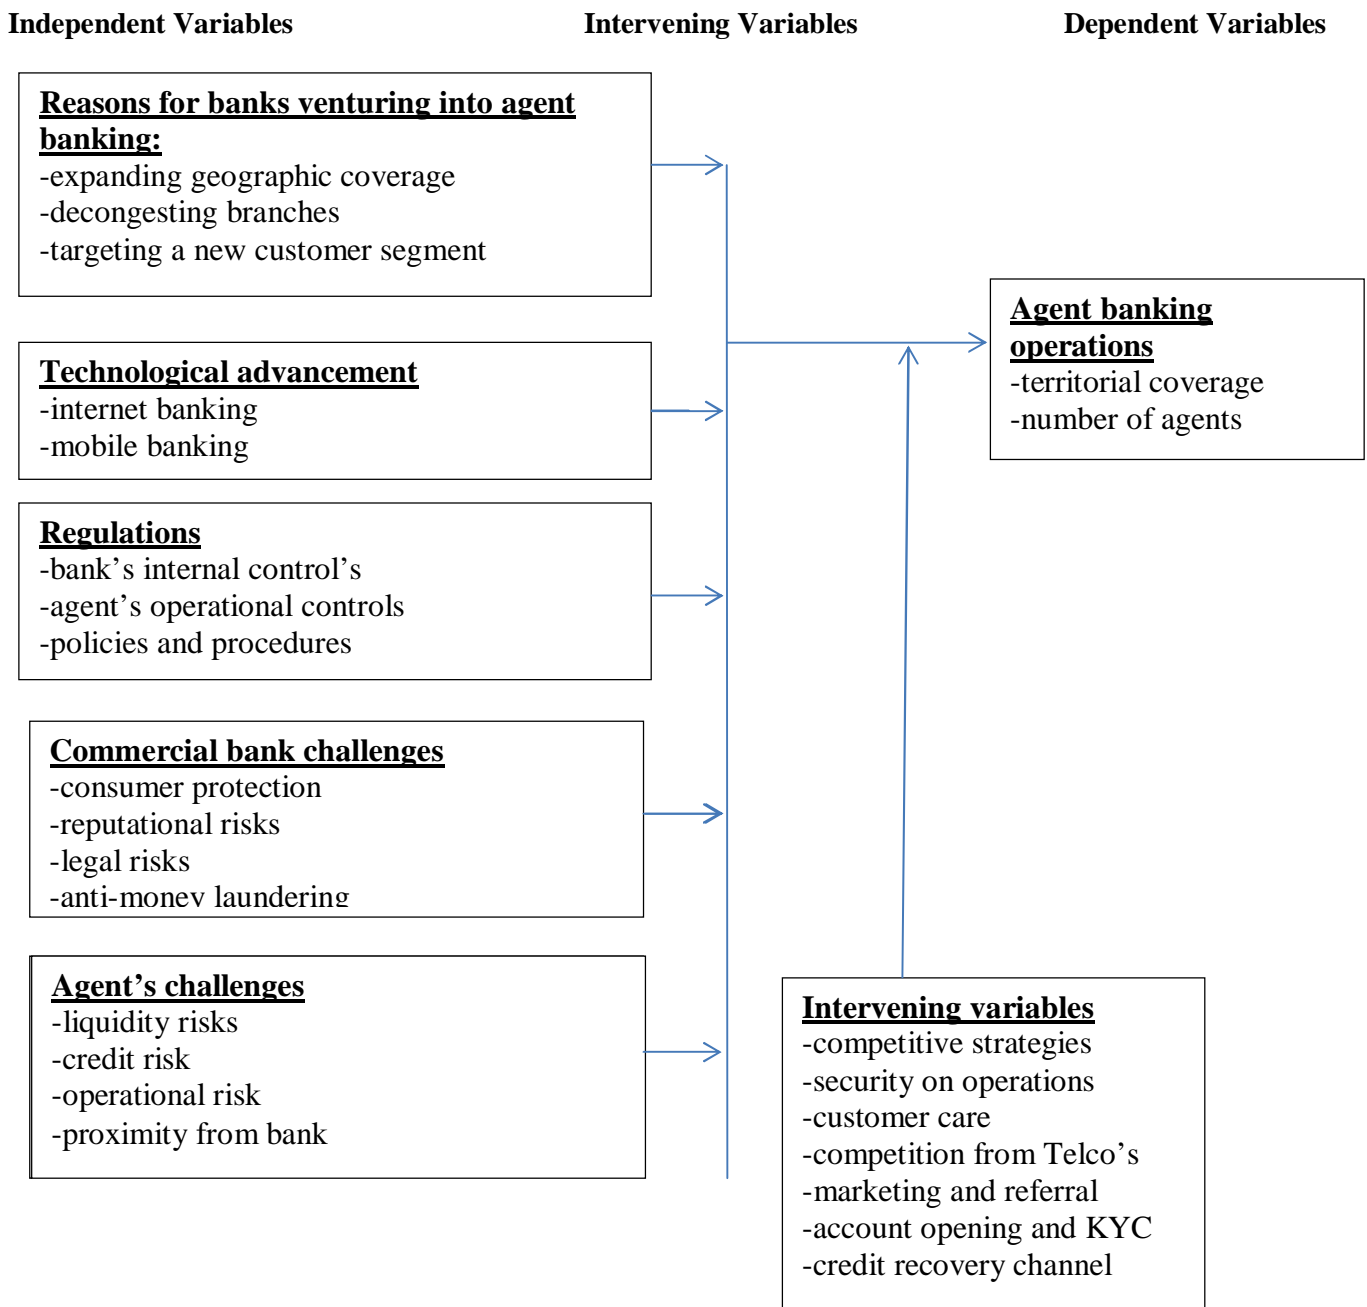 Independent Variables
Intervening Variables
Dependent Variables
Reasons for banks venturing into agent
banking:
-expanding geographic coverage
-decongesting branches
-targeting a new customer segment
Technological advancement
-internet banking
-mobile banking
Regulations
-bank’s internal control’s
-agent’s operational controls
-policies and procedures
Commercial bank challenges
-consumer protection
-reputational risks
-legal risks
-anti-money laundering
Agent’s challenges
-liquidity risks
-credit risk
-operational risk
-proximity from bank
Intervening variables
-competitive strategies
-security on operations
-customer care
-competition from Telco’s
-marketing and referral
-account opening and KYC
-credit recovery channel
Agent banking
operations
-territorial coverage
-number of agents